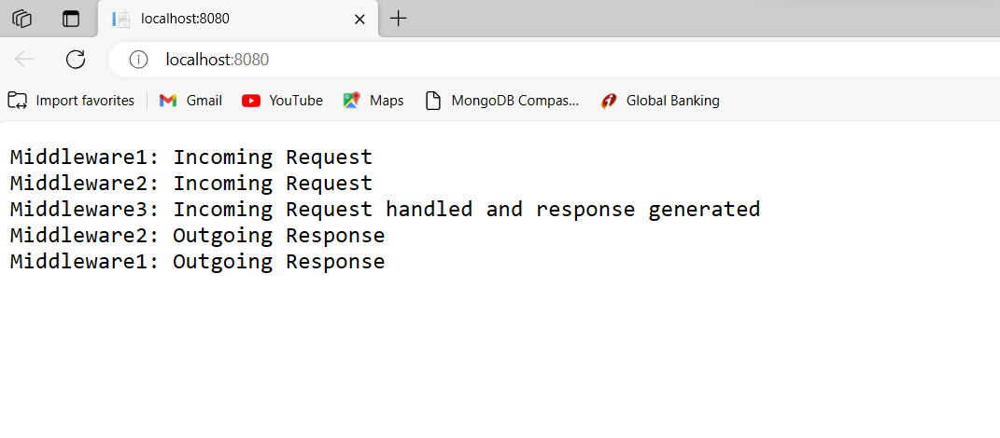 localhost:8080
localhost:8080
Import favorites Gmail YouTube Maps MongoDB Compas... Global Banking
Middleware1: Incoming Request
Middleware2: Incoming Request
Middleware3: Incoming Request handled and response generated
Middleware2: Outgoing Response
Middleware1: Outgoing Response